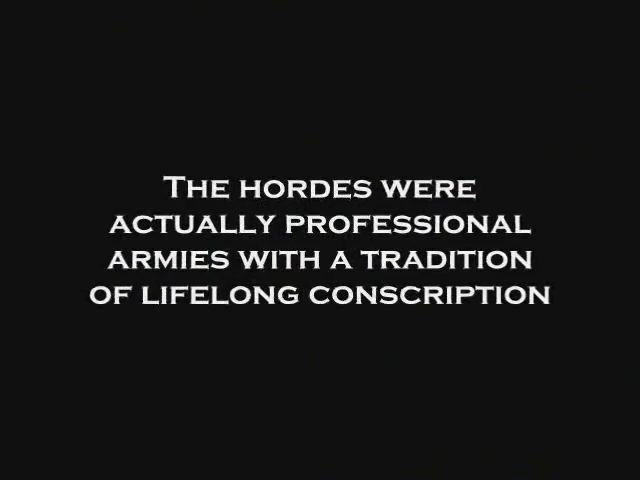 THE HORDES WERE
ACTUALLY PROFESSIONAL
ARMIES WITH A TRADITION
OF LIFELONG CONSCRIPTION